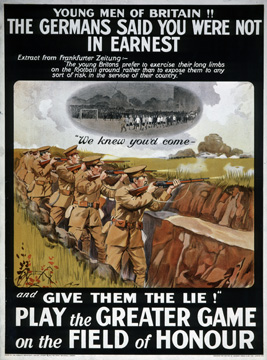 YOUNG MEN OF BRITAIN !!
THE GERMANS SAID YOU WERE NOT
IN EARNEST
Extract from Frankfurter Zeitung:-
"The young Britons prefer to exercise their long limbs
on the football ground rather than to expose them to any
sort of risk in the service of their country."
"We knew you'd come -
and GIVE THEM THE LIE !"
PLAY the GREATER GAME
on the FIELD of HONOUR